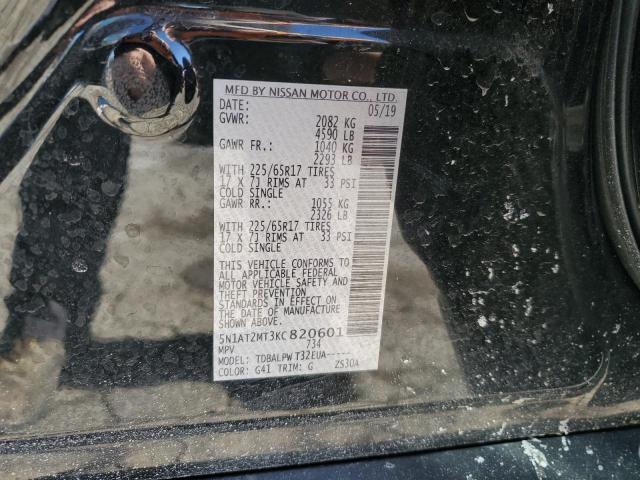 MFD BY NISSAN MOTOR CO., LTD.
DATE: 05/19
GVWR: 2082 KG
4590 LB
GAWR FR.: 1040 KG
2293 LB
WITH 225/65R17 TIRES
17 X 7J RIMS AT 33 PSI
COLD SINGLE
GAWR RR.: 1055 KG
2326 LB
WITH 225/65R17 TIRES
17 X 7J RIMS AT 33 PSI
COLD SINGLE
THIS VEHICLE CONFORMS TO
ALL APPLICABLE FEDERAL
MOTOR VEHICLE SAFETY AND
THEFT PREVENTION
STANDARDS IN EFFECT ON
THE DATE OF MANUFACTURE
SHOWN ABOVE.
5N1AT2MT3KC820601
MPV 734
MODEL: TDBALPWT32EUA-----
COLOR: G41 TRIM: G ZS30A